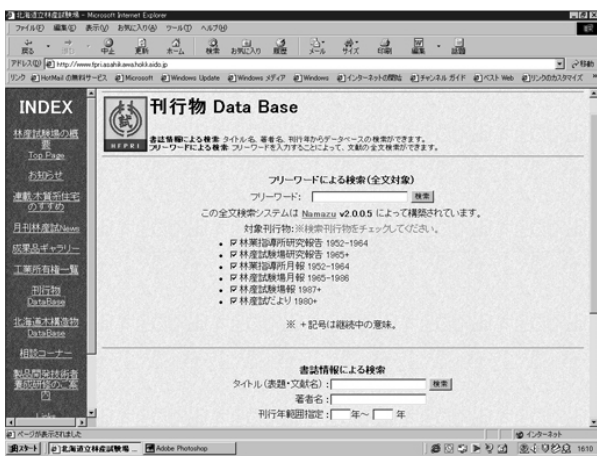 北海道立林産試験場 - Microsoft Internet Explorer
ファイル(F) 編集(E) 表示(V) お気に入り(A) ツール(T) ヘルプ(H)
戻る 中止 更新 ホーム 検索 お気に入り 履歴 メール サイズ 印刷 編集
アドレス(D) http://www.fpri.asahikawa.hokkaido.jp 移動
リンク HotMail の無料サービス Microsoft Windows Update Windows メディア Windows インターネットの開始 チャンネル ガイド ベスト Web リンクのカスタマイズ
INDEX
林産試験場の概要
Top Page
お知らせ
連載:木質系住宅のすすめ
月刊林産試News
成果品ギャラリー
工業所有権一覧
刊行物
DataBase
北海道木構造物
DataBase
相談コーナー
製品開発技術者養成研修のご案内
Links
HFPRI
刊行物 Data Base
書誌情報による検索 タイトル名, 著者名, 刊行年からデータベースの検索ができます。
フリーワードによる検索 フリーワードを入力することによって、文献の全文検索ができます。
フリーワードによる検索(全文対象)
フリーワード: 検索
この全文検索システムは Namazu v2.0.0.5 によって構築されています。
対象刊行物:※検索刊行物をチェックしてください。
林業指導所研究報告 1952-1964
林産試験場研究報告 1965+
林業指導所月報 1952-1964
林産試験場月報 1965-1986
林産試験場報 1987+
林産試だより 1980+
※ +記号は継続中の意味。
書誌情報による検索
タイトル(表題・文献名): 検索
著者名:
刊行年範囲指定: 年~ 年
ページが表示されました インターネット
スタート 北海道立林産試験場 ... Adobe Photoshop 16:10